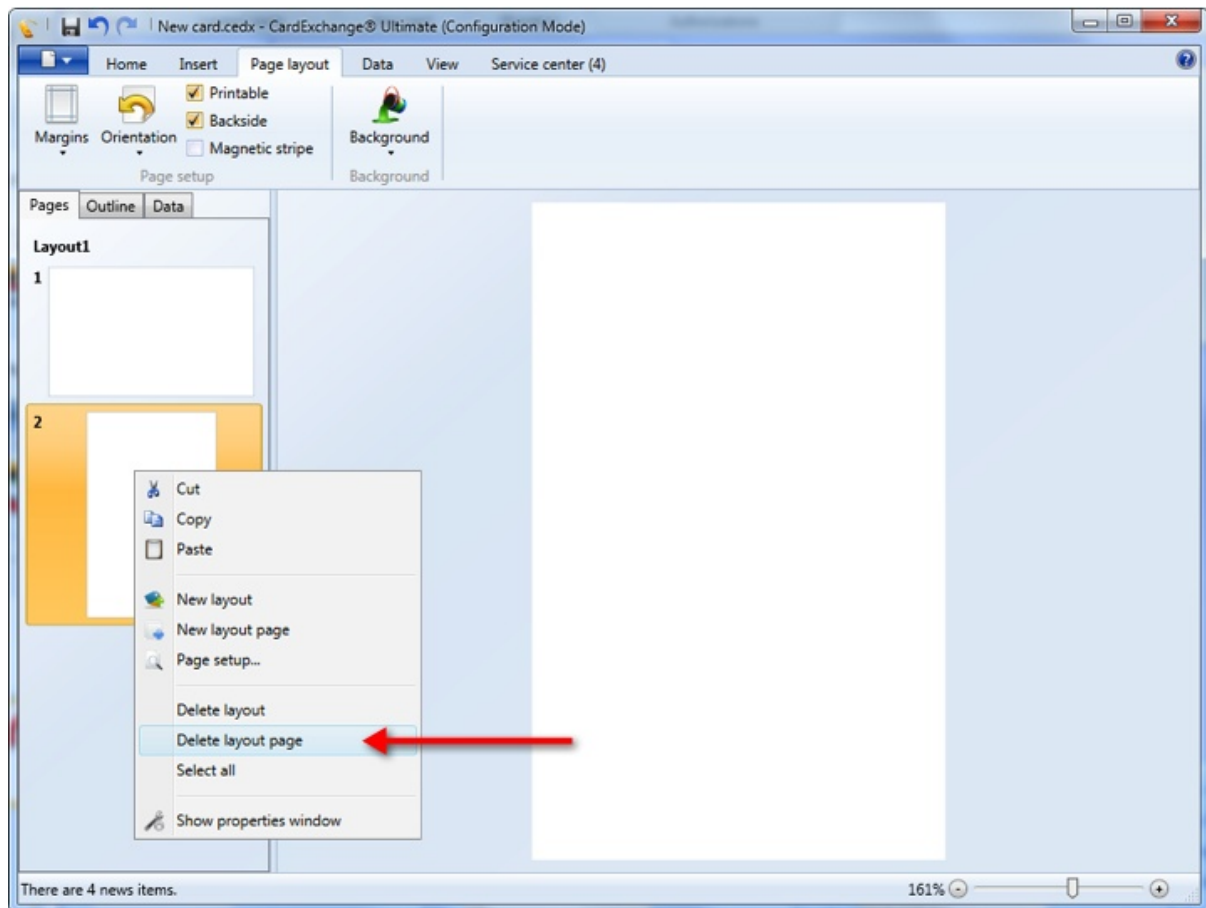 New card.cedx - CardExchange® Ultimate (Configuration Mode)
Home Insert Page layout Data View Service center (4)
Margins
Orientation
Printable
Backside
Magnetic stripe
Page setup
Background
Background
Pages Outline Data
Layout1
1
2
Cut
Copy
Paste
New layout
New layout page
Page setup...
Delete layout
Delete layout page
Select all
Show properties window
There are 4 news items.
161%